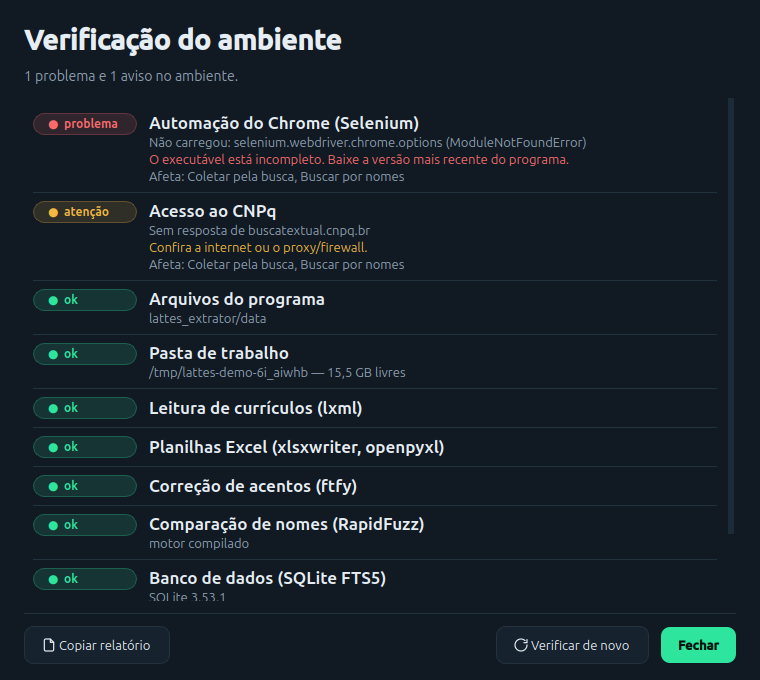 Verificação do ambiente
1 problema e 1 aviso no ambiente.
problema
Automação do Chrome (Selenium)
Não carregou: selenium.webdriver.chrome.options (ModuleNotFoundError)
O executável está incompleto. Baixe a versão mais recente do programa.
Afeta: Coletar pela busca, Buscar por nomes
atenção
Acesso ao CNPq
Sem resposta de buscatextual.cnpq.br
Confira a internet ou o proxy/firewall.
Afeta: Coletar pela busca, Buscar por nomes
ok
Arquivos do programa
lattes_extrator/data
ok
Pasta de trabalho
/tmp/lattes-demo-6i_aiwhb — 15,5 GB livres
ok
Leitura de currículos (lxml)
ok
Planilhas Excel (xlsxwriter, openpyxl)
ok
Correção de acentos (ftfy)
ok
Comparação de nomes (RapidFuzz)
motor compilado
ok
Banco de dados (SQLite FTS5)
SQLite 3.53.1
Copiar relatório
Verificar de novo
Fechar